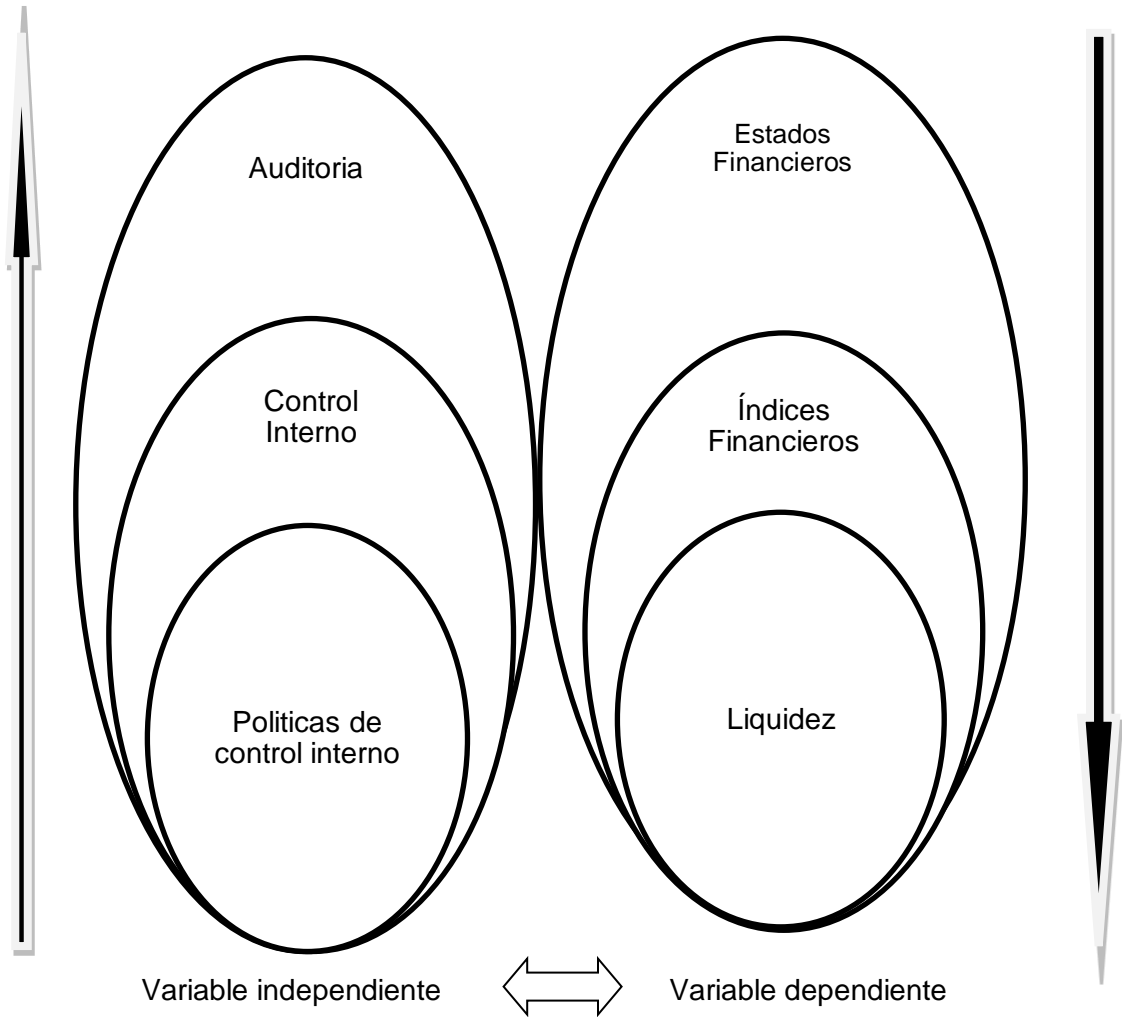 Auditoria
Estados
Financieros
Control
Interno
Índices
Financieros
Politicas de
control interno
Liquidez
Variable independiente
Variable dependiente